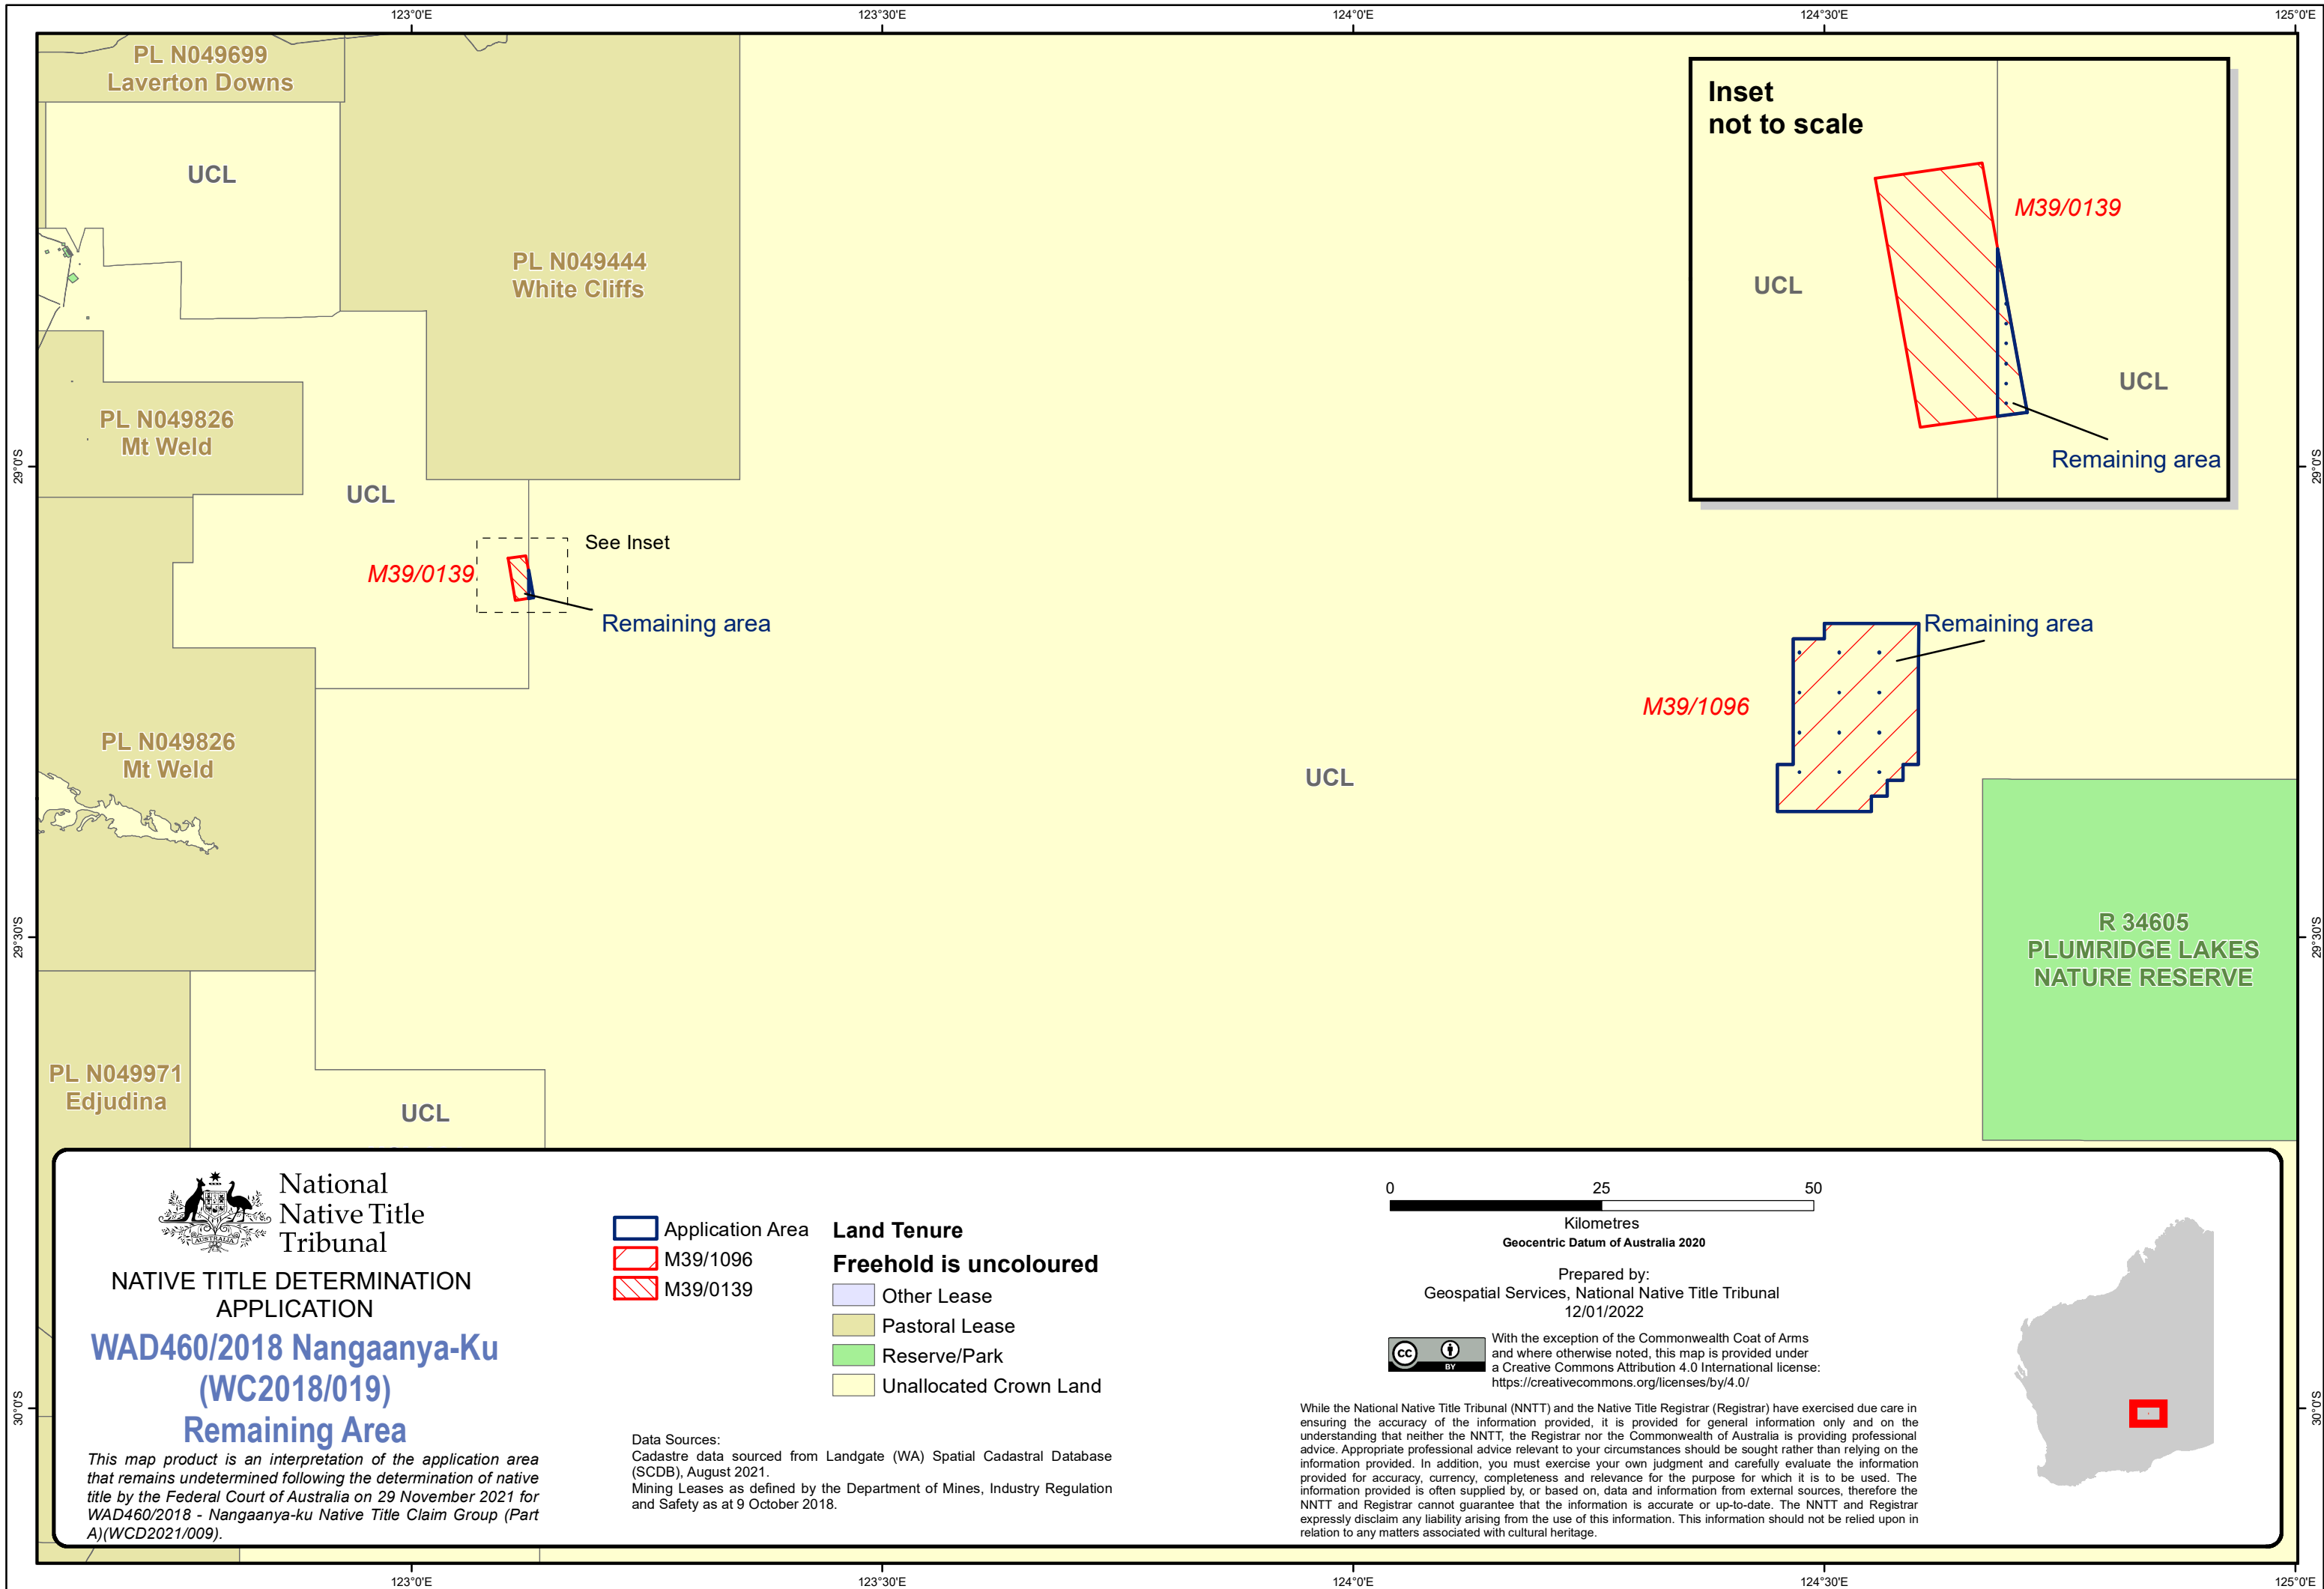 123°0'E
123°30'E
124°0'E
124°30'E
125°0'E
PL N049699
Laverton Downs
UCL
PL N049444
White Cliffs
Inset
not to scale
M39/0139
UCL
UCL
Remaining area
PL N049826
Mt Weld
29°0'S
29°0'S
UCL
See Inset
M39/0139
Remaining area
Remaining area
M39/1096
PL N049826
Mt Weld
UCL
29°30'S
29°30'S
R 34605
PLUMRIDGE LAKES
NATURE RESERVE
PL N049971
Edjudina
UCL
AUSTRALIA
National
Native Title
Tribunal
NATIVE TITLE DETERMINATION
APPLICATION
WAD460/2018 Nangaanya-Ku
(WC2018/019)
Remaining Area
This map product is an interpretation of the application area
that remains undetermined following the determination of native
title by the Federal Court of Australia on 29 November 2021 for
WAD460/2018 - Nangaanya-ku Native Title Claim Group (Part
A)(WCD2021/009).
Application Area
M39/1096
M39/0139
Land Tenure
Freehold is uncoloured
Other Lease
Pastoral Lease
Reserve/Park
Unallocated Crown Land
Data Sources:
Cadastre data sourced from Landgate (WA) Spatial Cadastral Database
(SCDB), August 2021.
Mining Leases as defined by the Department of Mines, Industry Regulation
and Safety as at 9 October 2018.
0 25 50
Kilometres
Geocentric Datum of Australia 2020
Prepared by:
Geospatial Services, National Native Title Tribunal
12/01/2022
cc
BY
With the exception of the Commonwealth Coat of Arms
and where otherwise noted, this map is provided under
a Creative Commons Attribution 4.0 International license:
https://creativecommons.org/licenses/by/4.0/
While the National Native Title Tribunal (NNTT) and the Native Title Registrar (Registrar) have exercised due care in
ensuring the accuracy of the information provided, it is provided for general information only and on the
understanding that neither the NNTT, the Registrar nor the Commonwealth of Australia is providing professional
advice. Appropriate professional advice relevant to your circumstances should be sought rather than relying on the
information provided. In addition, you must exercise your own judgment and carefully evaluate the information
provided for accuracy, currency, completeness and relevance for the purpose for which it is to be used. The
information provided is often supplied by, or based on, data and information from external sources, therefore the
NNTT and Registrar cannot guarantee that the information is accurate or up-to-date. The NNTT and Registrar
expressly disclaim any liability arising from the use of this information. This information should not be relied upon in
relation to any matters associated with cultural heritage.
30°0'S
30°0'S
123°0'E
123°30'E
124°0'E
124°30'E
125°0'E